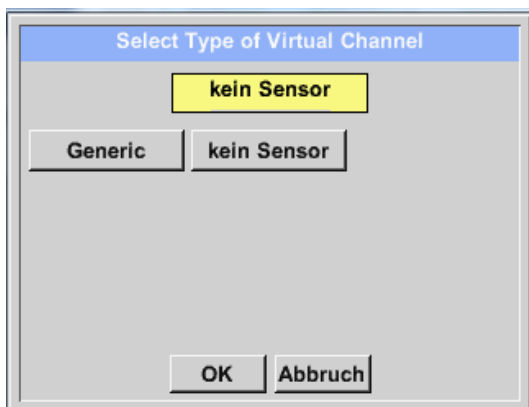 Select Type of Virtual Channel
kein Sensor
Generic kein Sensor
OK Abbruch